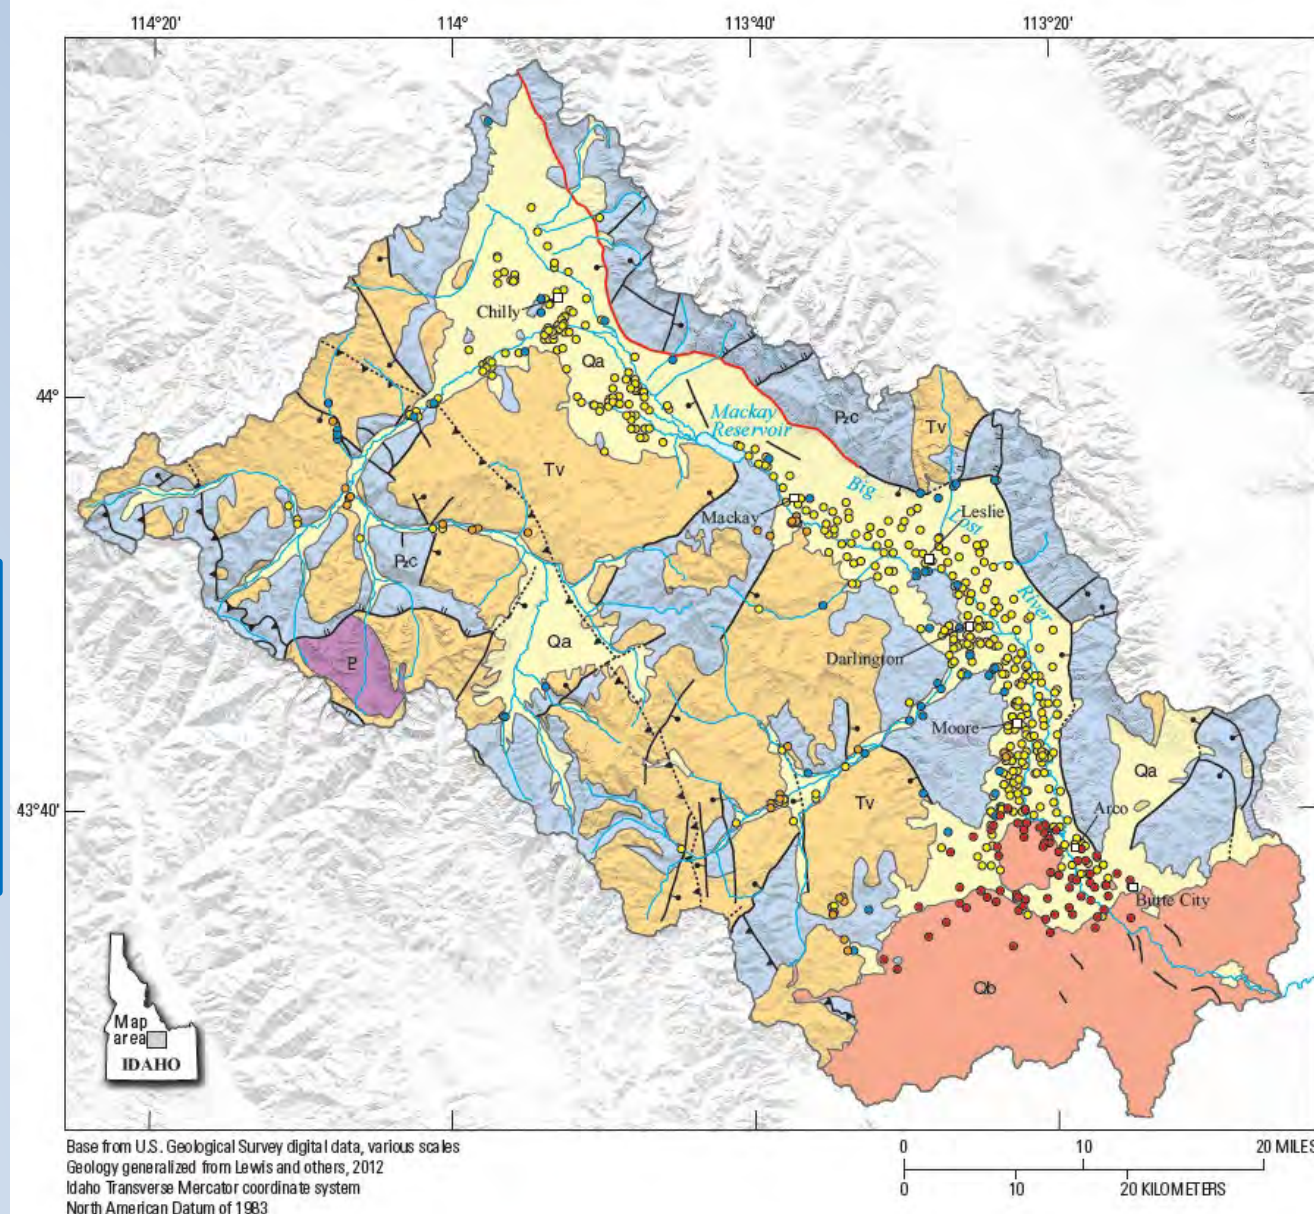 114°20'
114°
113°40'
113°20'
Chilly
Qa
44°
Mackay
Reservoir
PzC
Tv
Tv
Big
Mackay
Lost
Leslie
PzC
River
Qa
P
Darlington
Moore
Qa
Tv
43°40'
Arco
Butte City
Qb
Map
area
IDAHO
Base from U.S. Geological Survey digital data, various scales
Geology generalized from Lewis and others, 2012
Idaho Transverse Mercator coordinate system
North American Datum of 1983
0 10 20 MILES
0 10 20 KILOMETERS